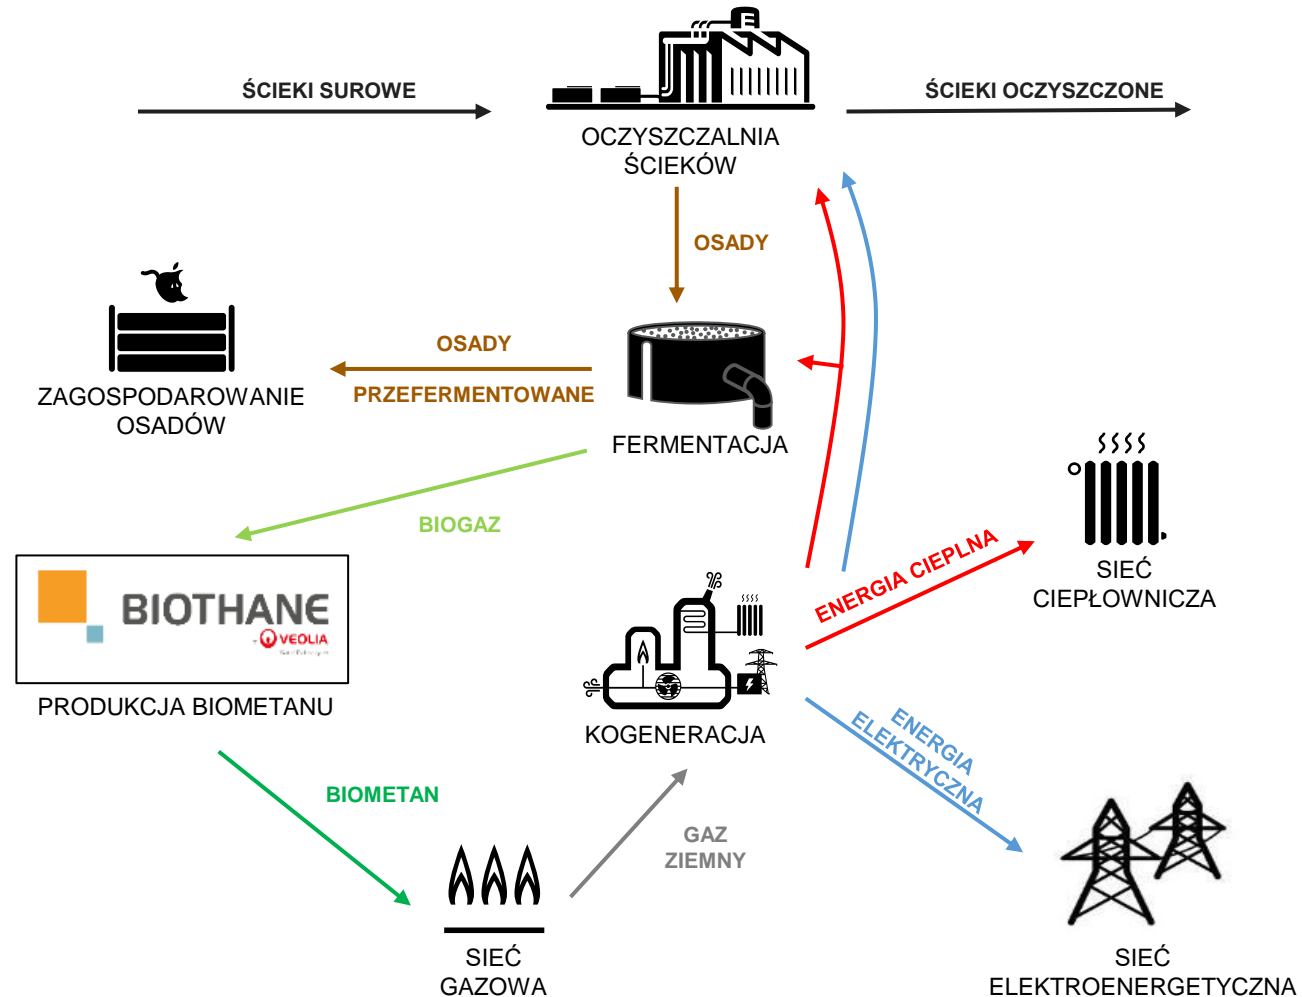 E
ŚCIEKI SUROWE
ŚCIEKI OCZYSZCZONE
OCZYSZCZALNIA
ŚCIEKÓW
OSADY
OSADY
PRZEFERMENTOWANE
ZAGOSPODAROWANIE
OSADÓW
FERMENTACJA
BIOGAZ
BIOTHANE
VEOLIA
PRODUKCJA BIOMETANU
ENERGIA CIEPLNA
SIEĆ
CIEPŁOWNICZA
KOGENERACJA
ENERGIA
ELEKTRYCZNA
BIOMETAN
GAZ
ZIEMNY
SIEĆ
GAZOWA
SIEĆ
ELEKTROENERGETYCZNA